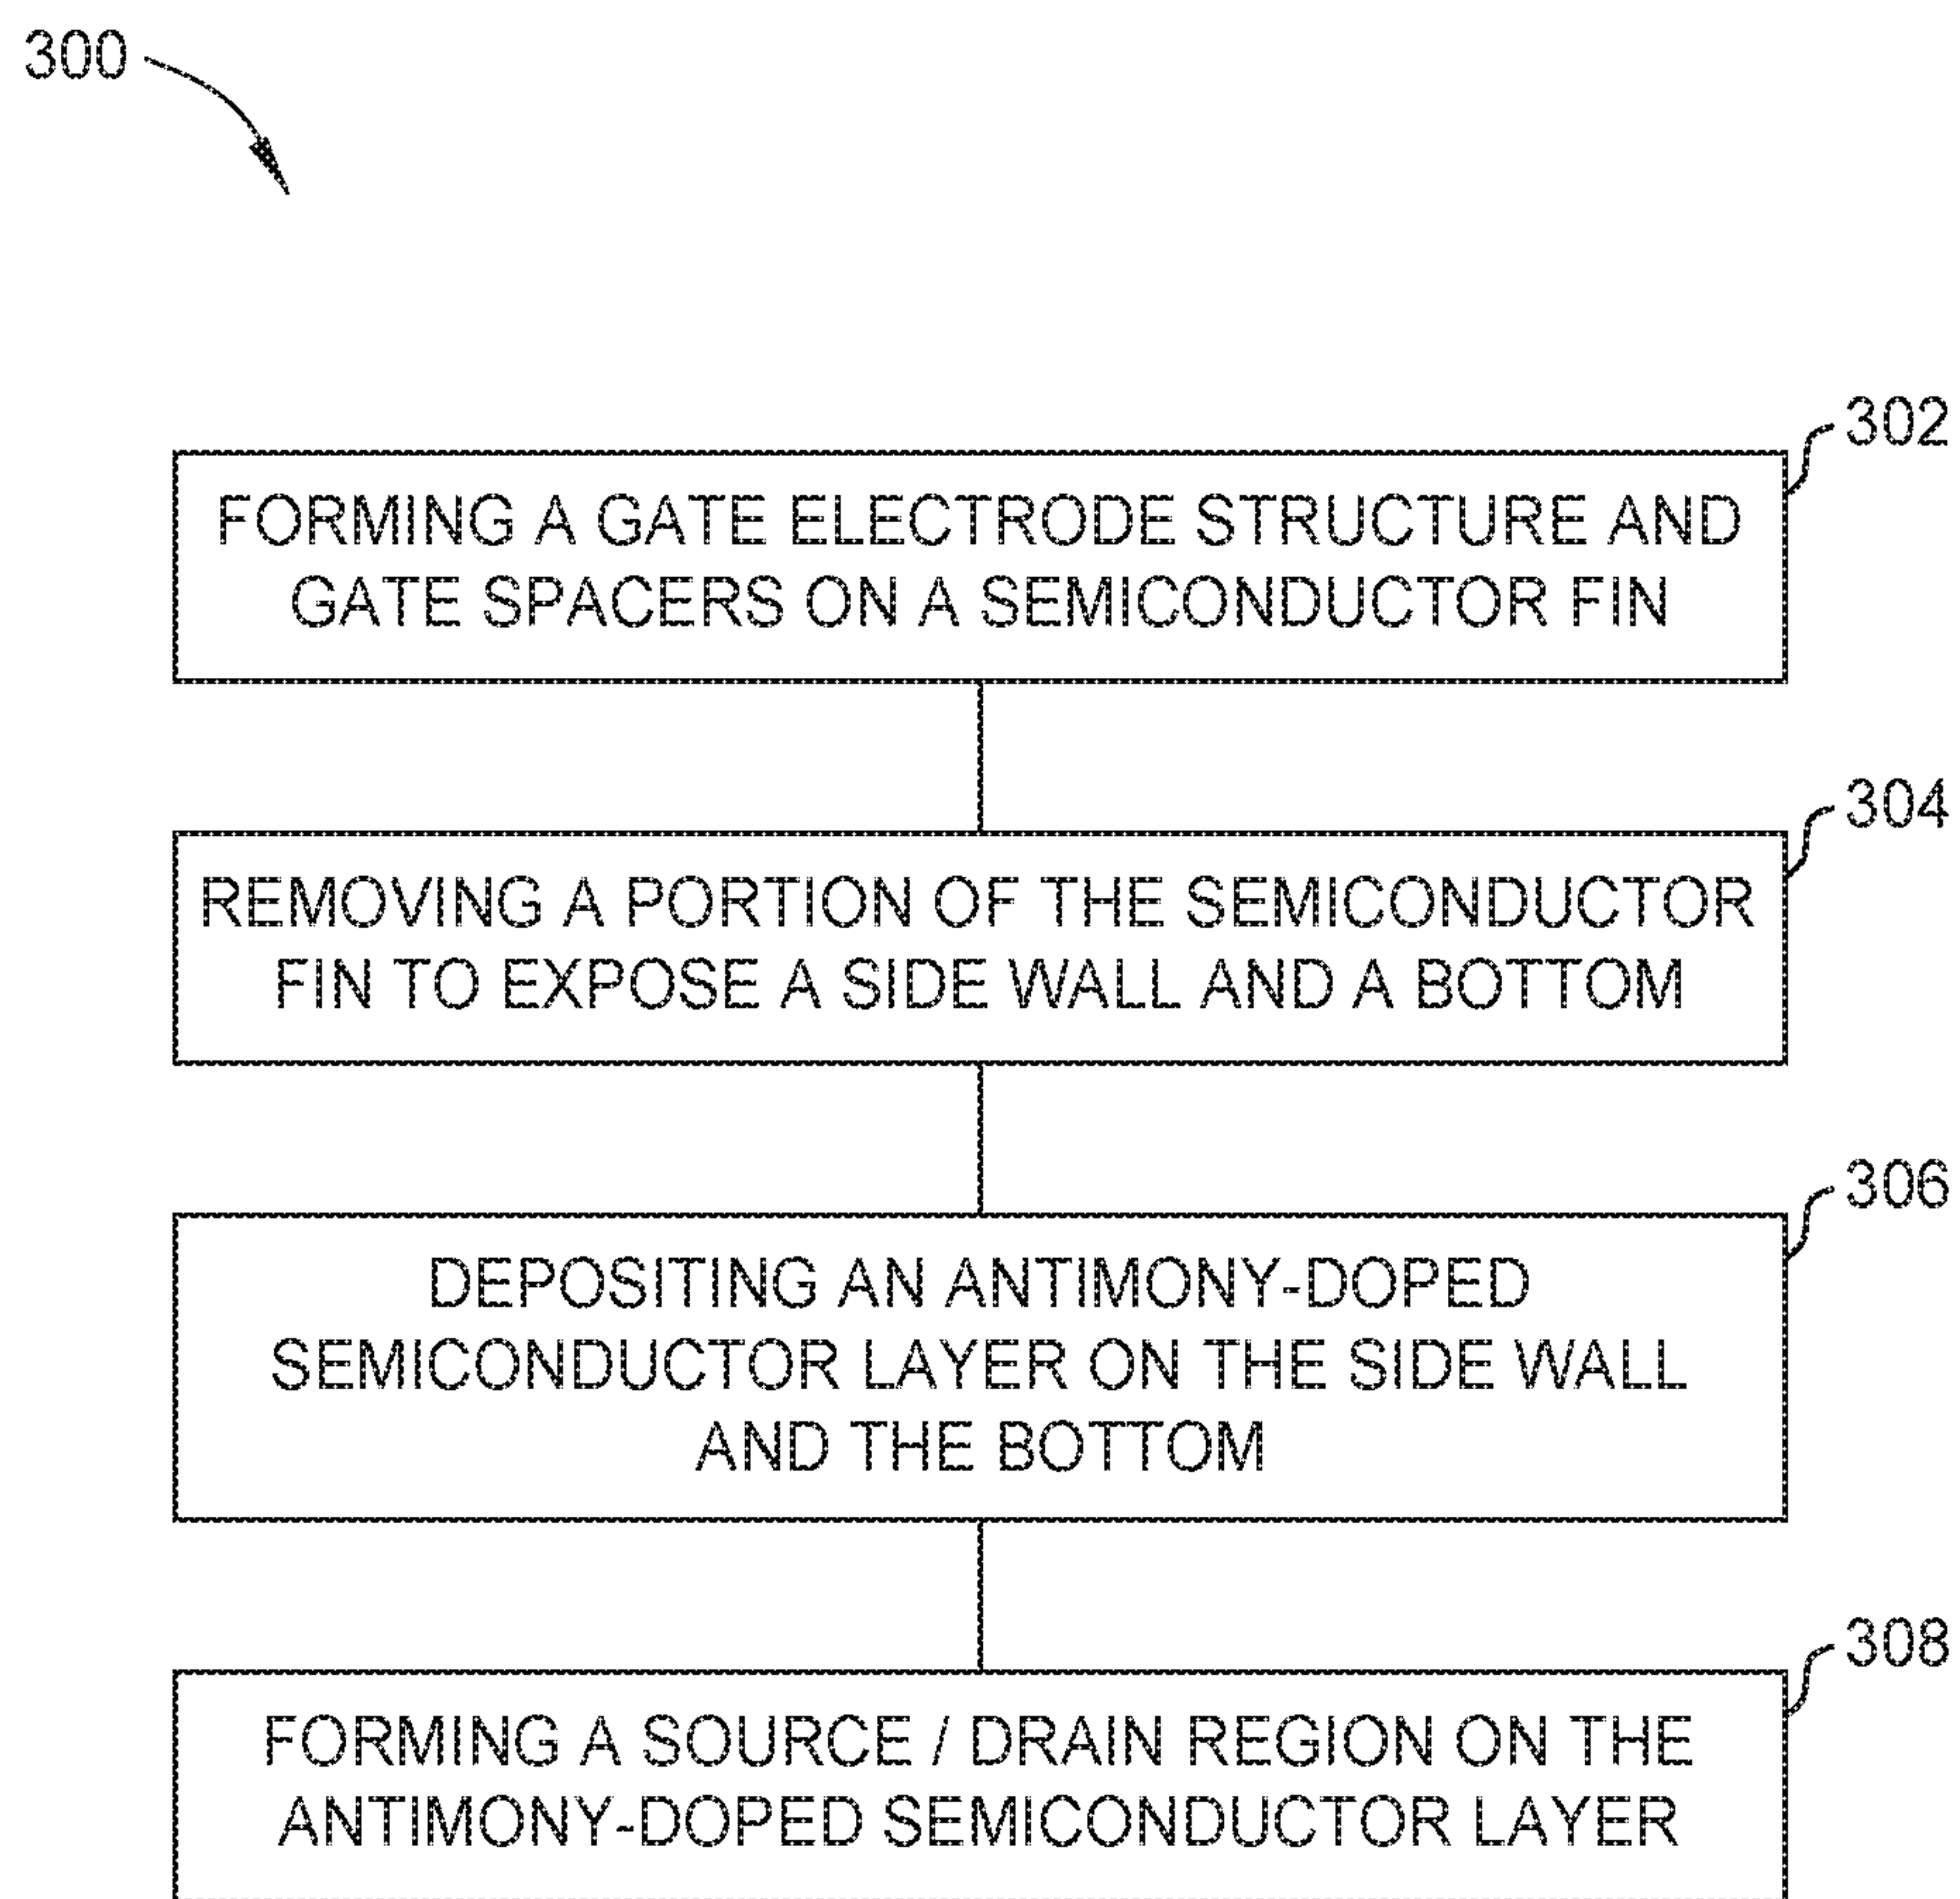 300
302
FORMING A GATE ELECTRODE STRUCTURE AND
GATE SPACERS ON A SEMICONDUCTOR FIN
304
REMOVING A PORTION OF THE SEMICONDUCTOR
FIN TO EXPOSE A SIDE WALL AND A BOTTOM
306
DEPOSITING AN ANTIMONY-DOPED
SEMICONDUCTOR LAYER ON THE SIDE WALL
AND THE BOTTOM
308
FORMING A SOURCE / DRAIN REGION ON THE
ANTIMONY-DOPED SEMICONDUCTOR LAYER